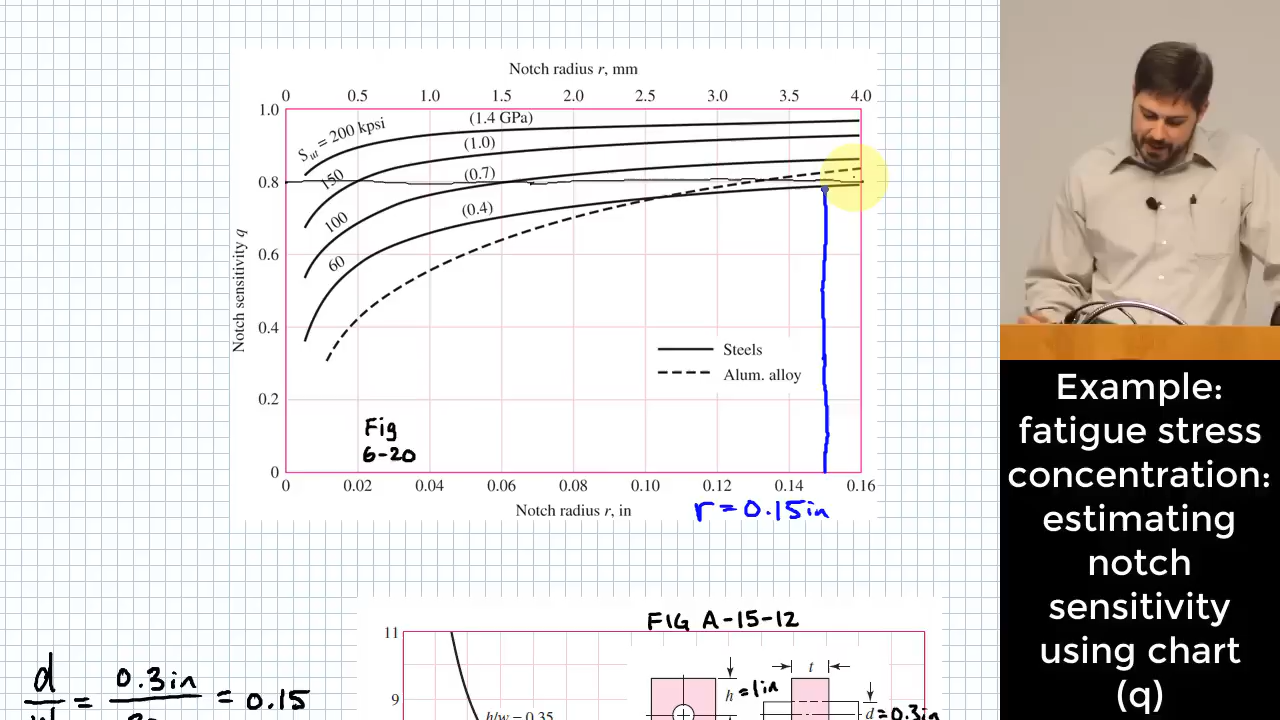 Notch radius r, mm
0 0.5 1.0 1.5 2.0 2.5 3.0 3.5 4.0
1.0
0.8
0.6
0.4
0.2
0
Notch sensitivity q
S_ut = 200 kpsi
(1.4 GPa)
150
(1.0)
100
(0.7)
60
(0.4)
Steels
Alum. alloy
Fig
6-20
0 0.02 0.04 0.06 0.08 0.10 0.12 0.14 0.16
Notch radius r, in
r = 0.15in
FIG A-15-12
11
9
h/w = 0.35
t
h = 1in
d = 0.3in
d = 0.3in = 0.15
Example:
fatigue stress
concentration:
estimating
notch
sensitivity
using chart
(q)